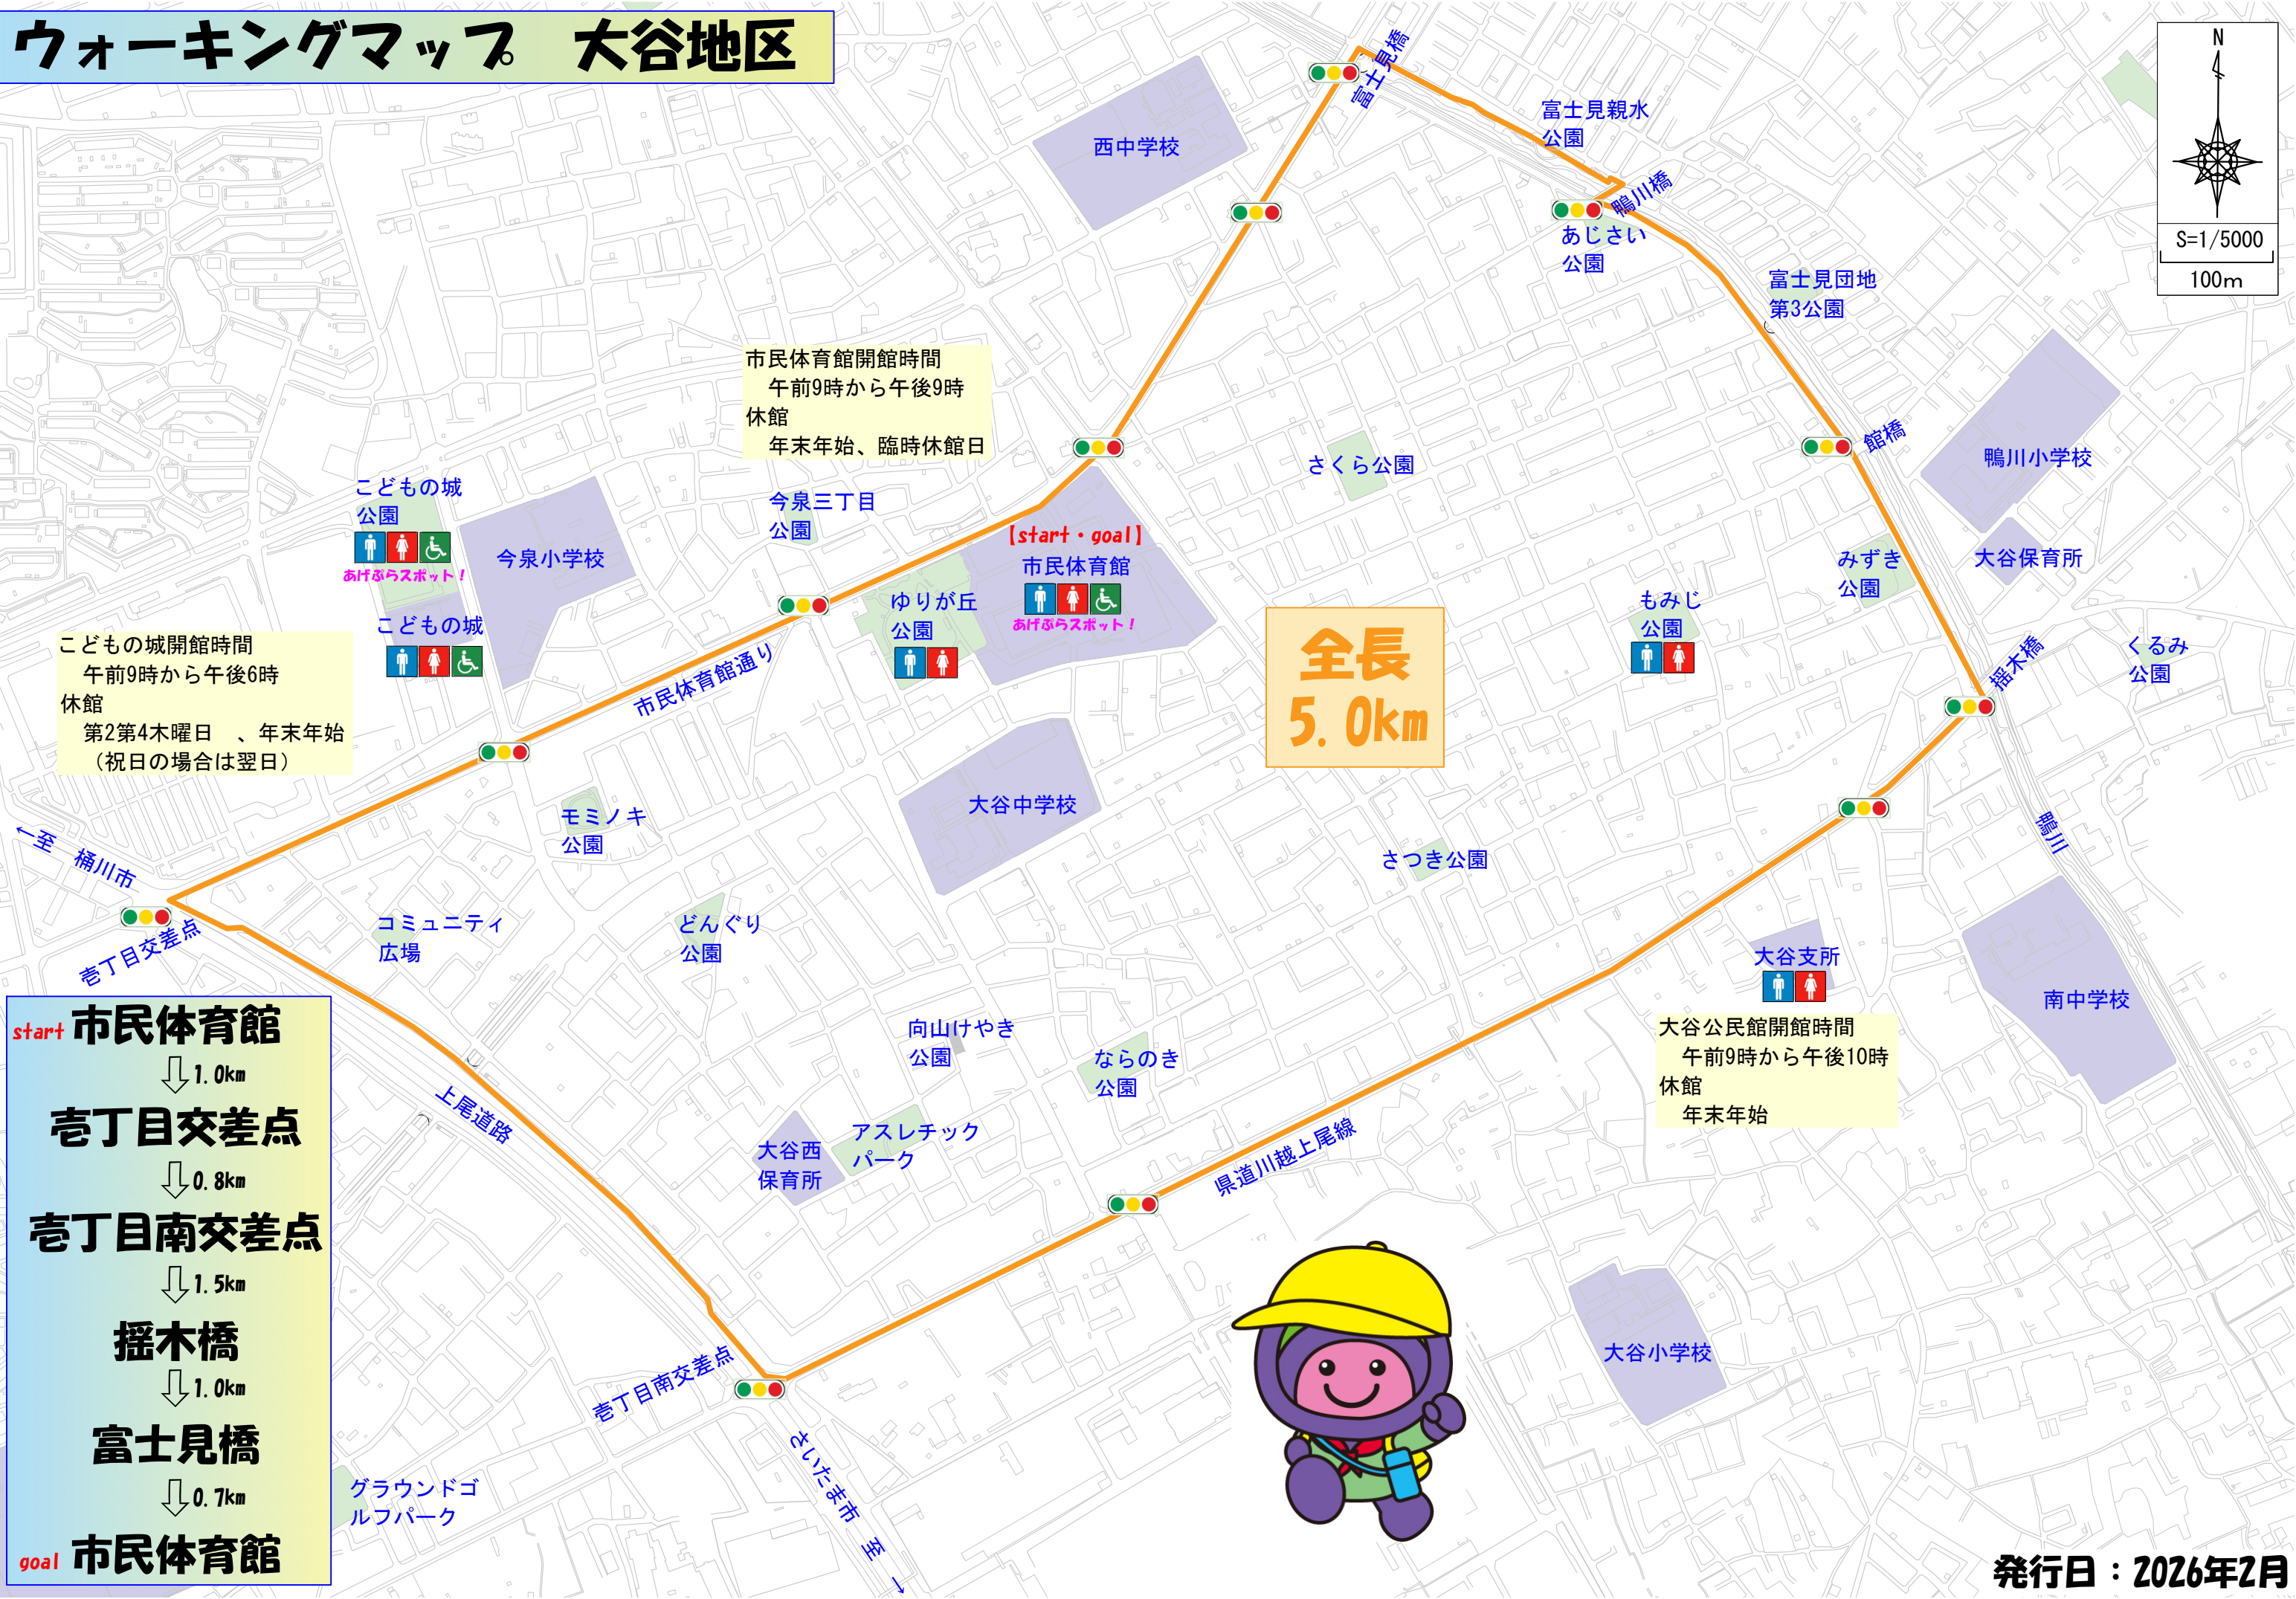 ウォーキングマップ　大谷地区
N
S=1/5000
100m
富士見橋
西中学校
富士見親水
公園
鴨川橋
あじさい
公園
富士見団地
第3公園
市民体育館開館時間
午前9時から午後9時
休館
年末年始、臨時休館日
館橋
鴨川小学校
さくら公園
こどもの城
公園
あげぷらスポット！
今泉小学校
今泉三丁目
公園
【start・goal】
市民体育館
あげぷらスポット！
大谷保育所
みずき
公園
こどもの城
ゆりが丘
公園
もみじ
公園
くるみ
公園
揺木橋
こどもの城開館時間
午前9時から午後6時
休館
第2第4木曜日　、年末年始
（祝日の場合は翌日）
市民体育館通り
全長
5.0km
大谷中学校
モミノキ
公園
鴨川
←至　桶川市
さつき公園
壱丁目交差点
コミュニティ
広場
どんぐり
公園
大谷支所
南中学校
向山けやき
公園
ならのき
公園
大谷公民館開館時間
午前9時から午後10時
休館
年末年始
上尾道路
大谷西
保育所
アスレチック
パーク
県道川越上尾線
大谷小学校
壱丁目南交差点
さいたま市　至　→
グラウンドゴ
ルフパーク
start 市民体育館
1.0km
壱丁目交差点
0.8km
壱丁目南交差点
1.5km
揺木橋
1.0km
富士見橋
0.7km
goal 市民体育館
発行日：2026年2月